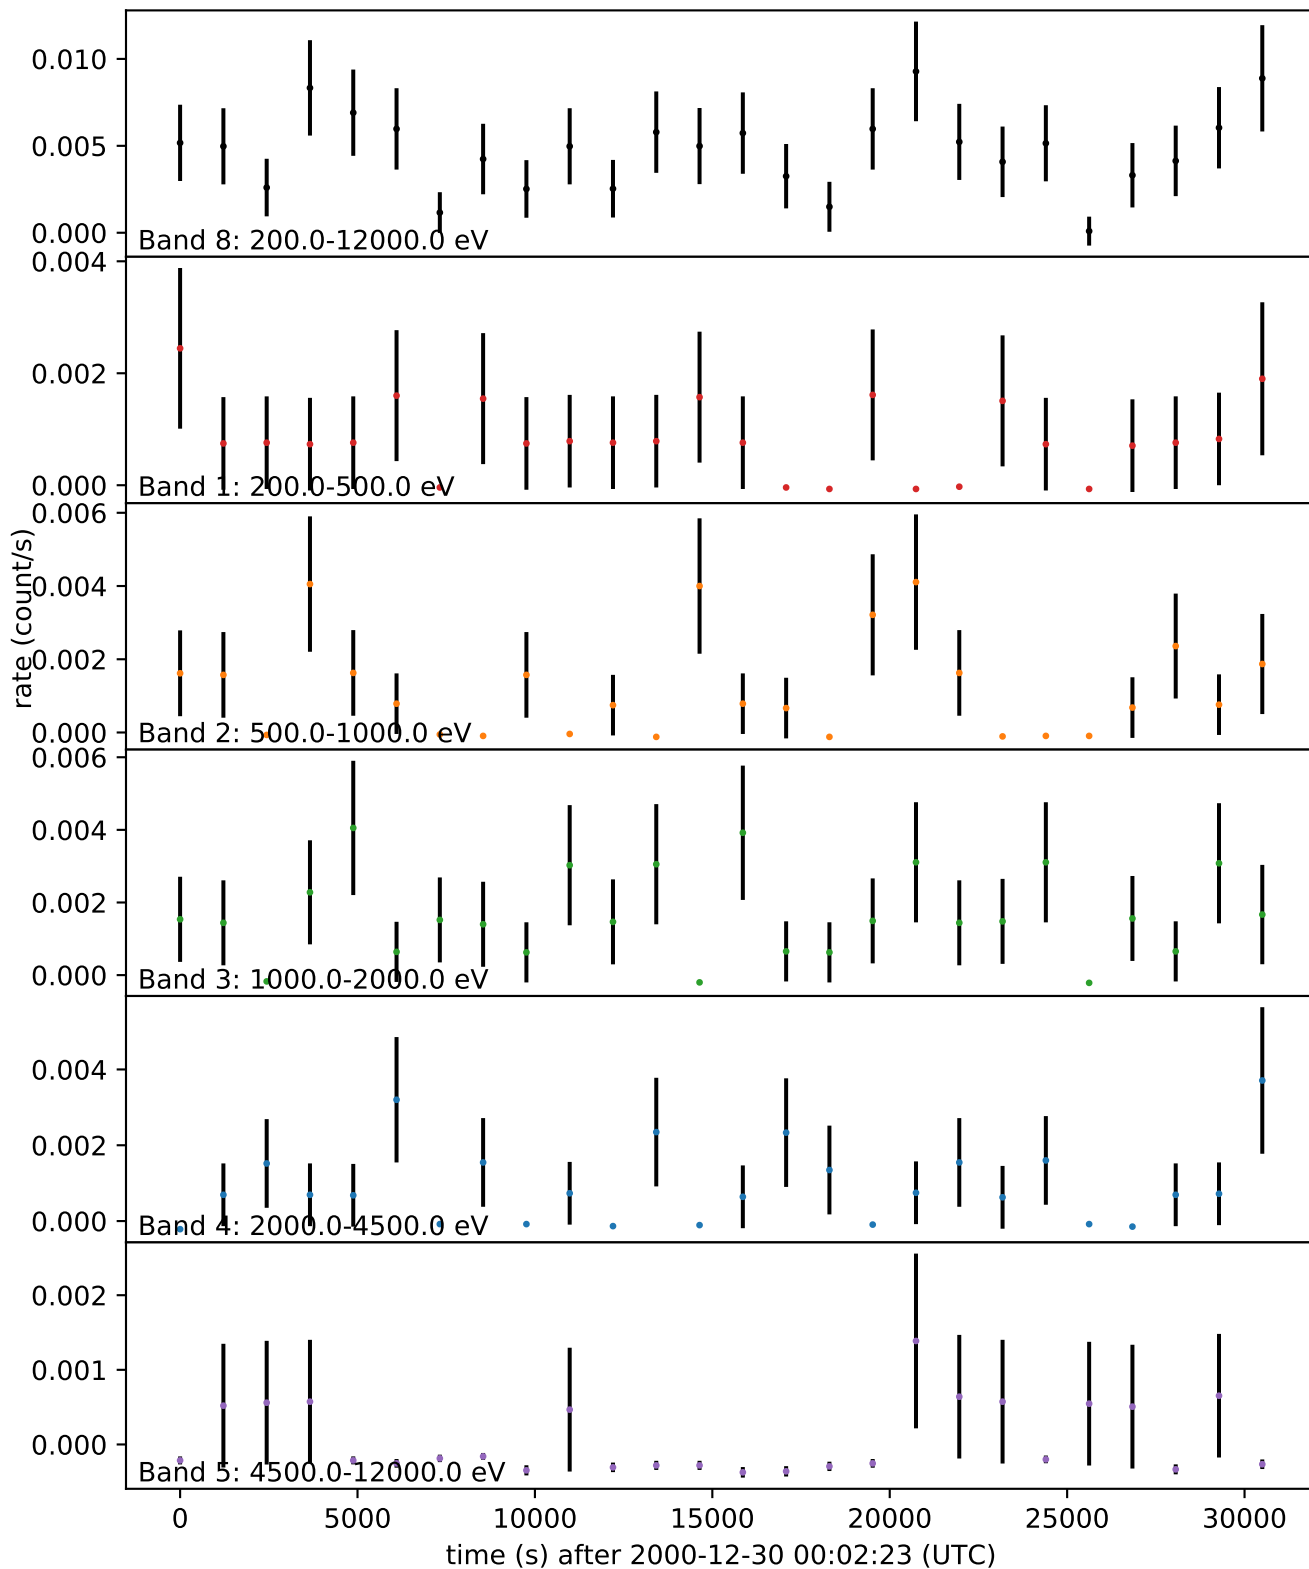 0.010
0.005
0.000
Band 8: 200.0-12000.0 eV
0.004
0.002
0.000
Band 1: 200.0-500.0 eV
0.006
0.004
0.002
0.000
Band 2: 500.0-1000.0 eV
rate (count/s)
0.006
0.004
0.002
0.000
Band 3: 1000.0-2000.0 eV
0.004
0.002
0.000
Band 4: 2000.0-4500.0 eV
0.002
0.001
0.000
Band 5: 4500.0-12000.0 eV
0 5000 10000 15000 20000 25000 30000
time (s) after 2000-12-30 00:02:23 (UTC)